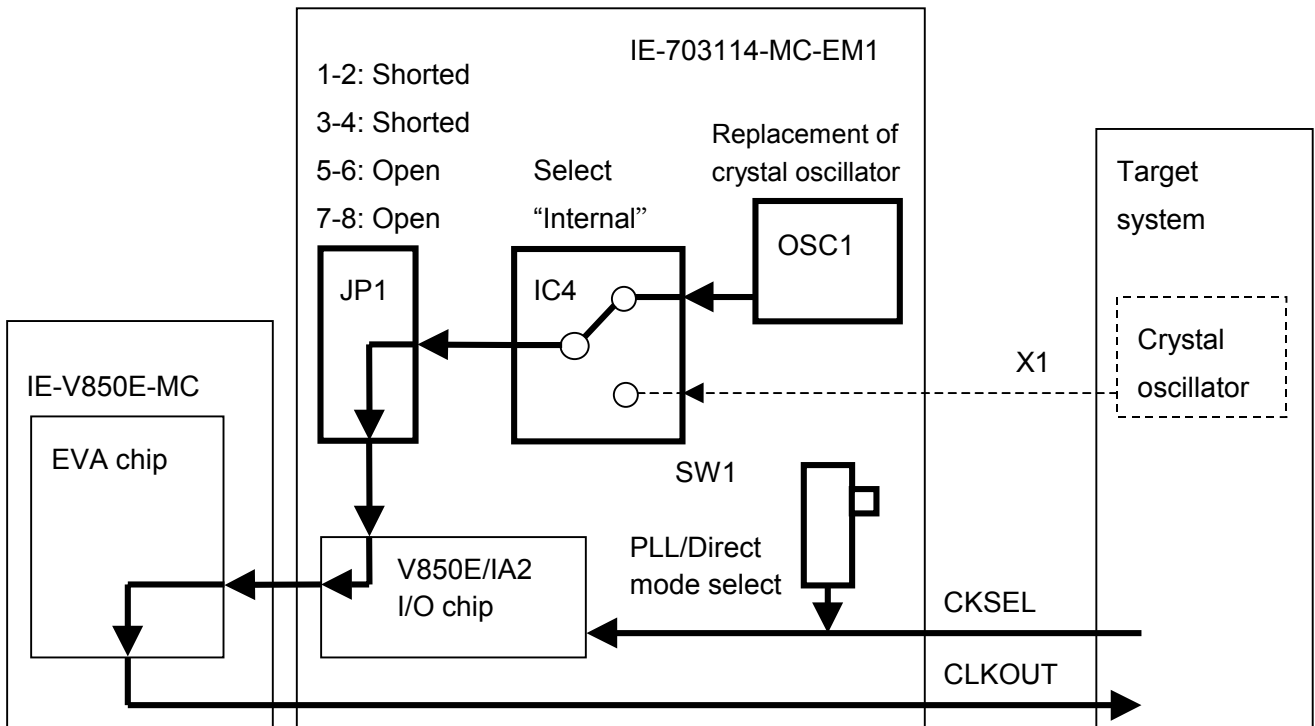 IE-703114-MC-EM1
1-2: Shorted
3-4: Shorted
5-6: Open
7-8: Open
Select
“Internal”
Replacement of
crystal oscillator
OSC1
IC4
JP1
Target
system
Crystal
oscillator
X1
IE-V850E-MC
EVA chip
SW1
PLL/Direct
mode select
V850E/IA2
I/O chip
CKSEL
CLKOUT